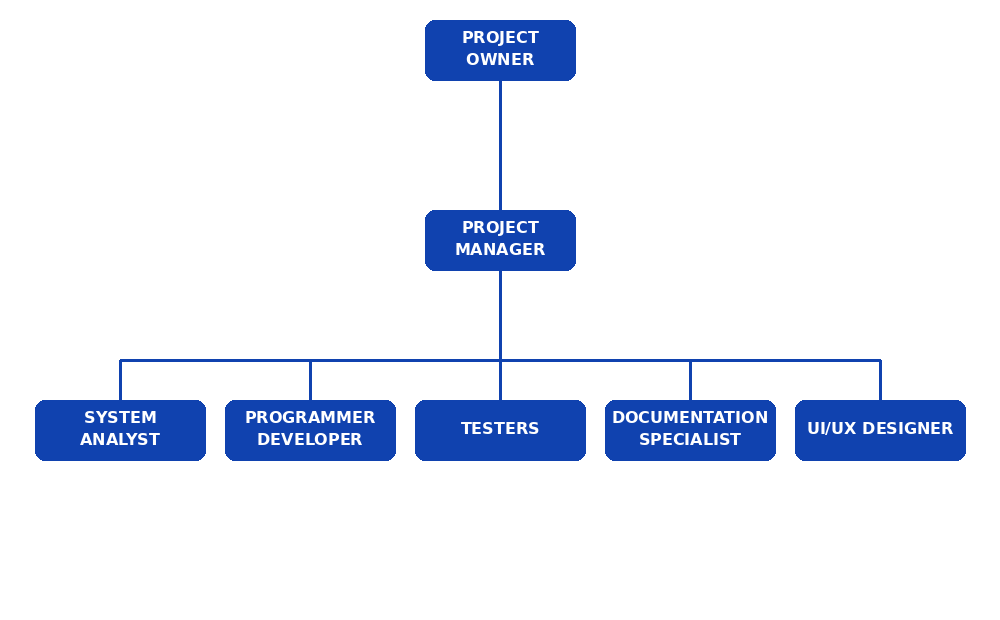 PROJECT
OWNER
PROJECT
MANAGER
SYSTEM
ANALYST
PROGRAMMER
DEVELOPER
TESTERS
DOCUMENTATION
SPECIALIST
UI/UX DESIGNER